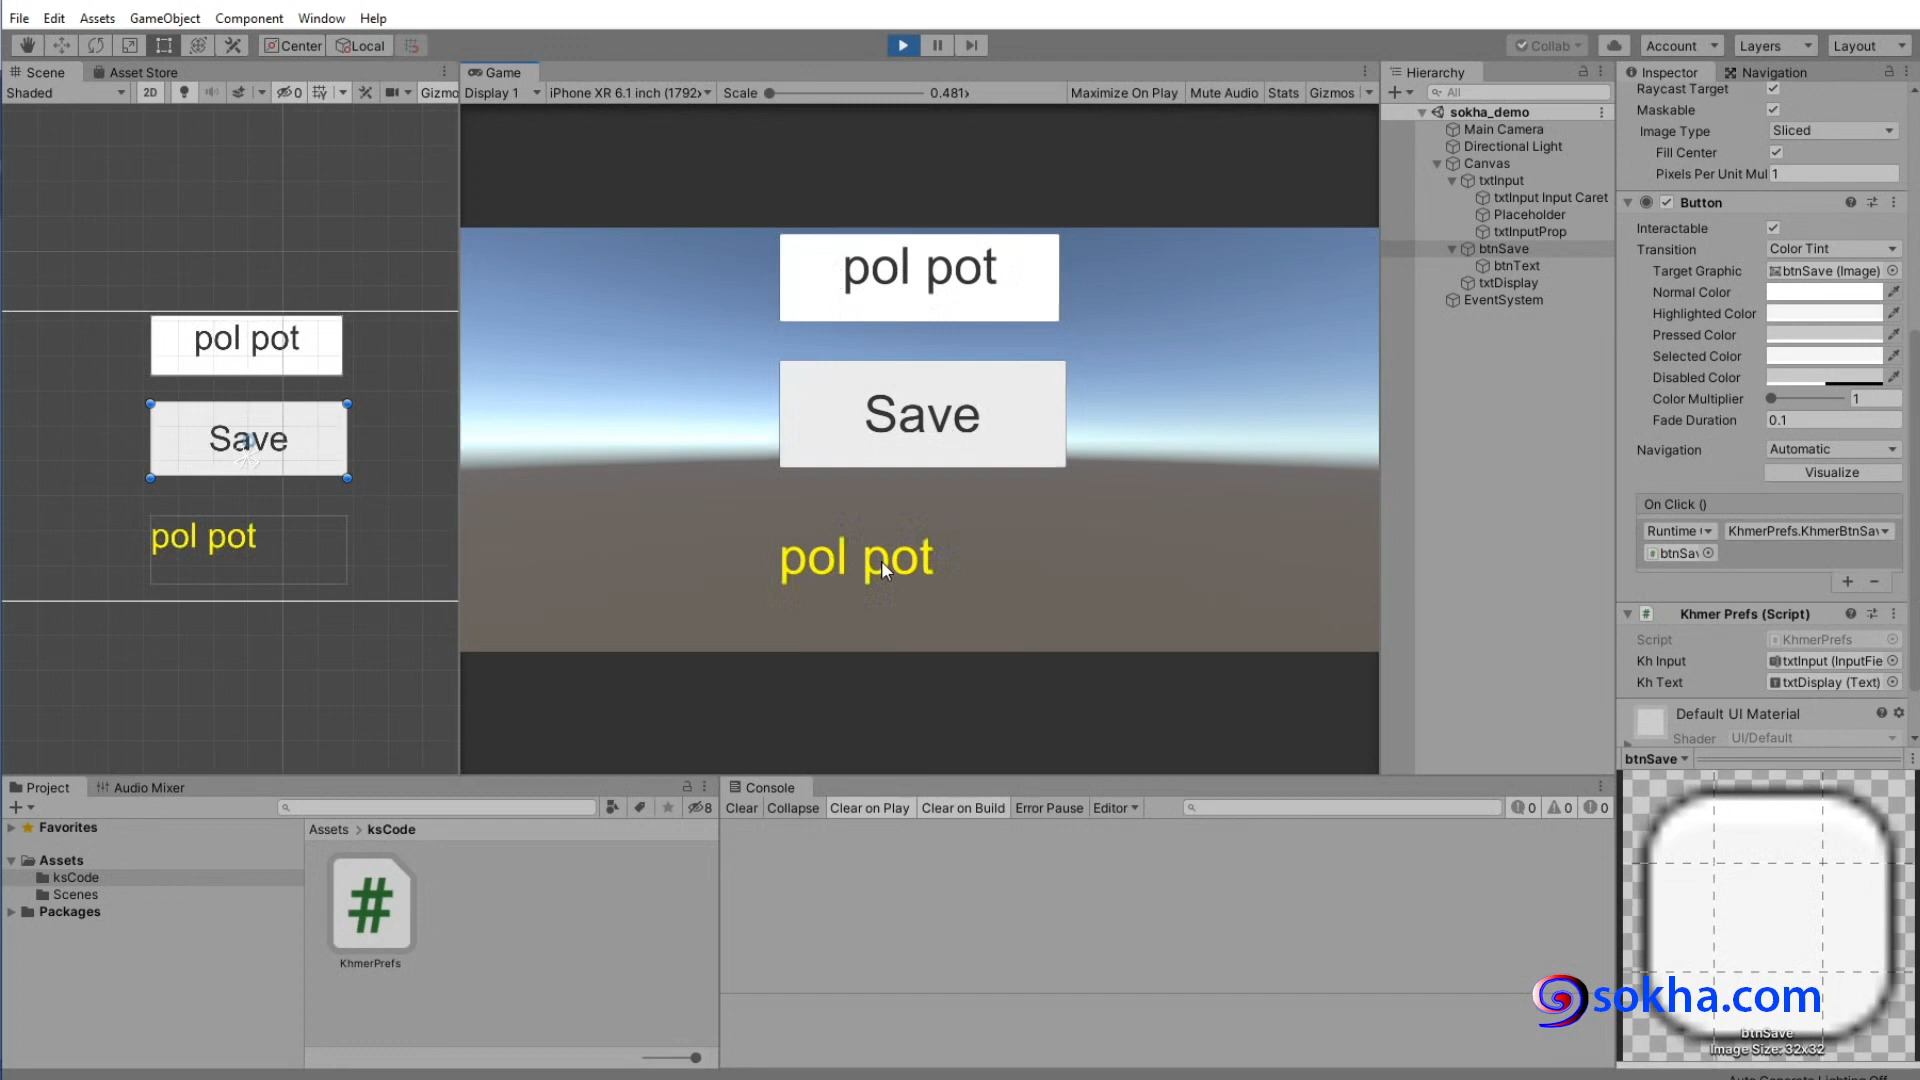 File Edit Assets GameObject Component Window Help
Center Local
Collab Account Layers Layout
Scene Asset Store
Shaded 2D 0 Gizmo
pol pot
Save
pol pot
Game
Display 1 iPhone XR 6.1 inch (1792x Scale 0.481x Maximize On Play Mute Audio Stats Gizmos
pol pot
Save
pol pot
Hierarchy
All
sokha_demo
Main Camera
Directional Light
Canvas
txtInput
txtInput Input Caret
Placeholder
txtInputProp
btnSave
btnText
txtDisplay
EventSystem
Inspector Navigation
Raycast Target
Maskable
Image Type Sliced
Fill Center
Pixels Per Unit Mul 1
Button
Interactable
Transition Color Tint
Target Graphic btnSave (Image)
Normal Color
Highlighted Color
Pressed Color
Selected Color
Disabled Color
Color Multiplier 1
Fade Duration 0.1
Navigation Automatic
Visualize
On Click ()
Runtime KhmerPrefs.KhmerBtnSav
btnSav
+ −
# Khmer Prefs (Script)
Script KhmerPrefs
Kh Input txtInput (InputFie
Kh Text txtDisplay (Text)
Default UI Material
Shader UI/Default
btnSave
btnSave
Image Size: 32x32
Project Audio Mixer
8
Favorites
Assets
ksCode
Scenes
Packages
Assets > ksCode
#
KhmerPrefs
Console
Clear Collapse Clear on Play Clear on Build Error Pause Editor 0 0 0
sokha.com